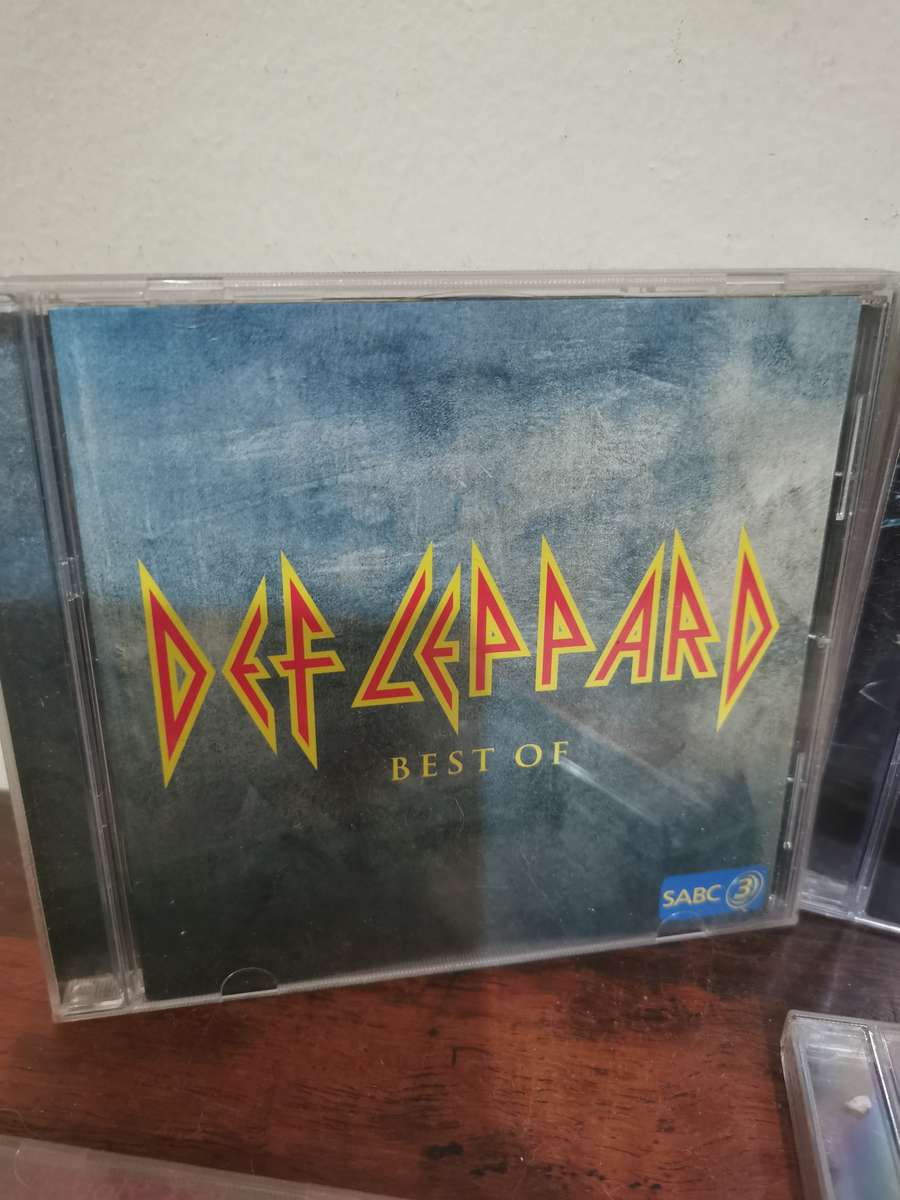 DEF LEPPARD
BEST OF
SABC 3